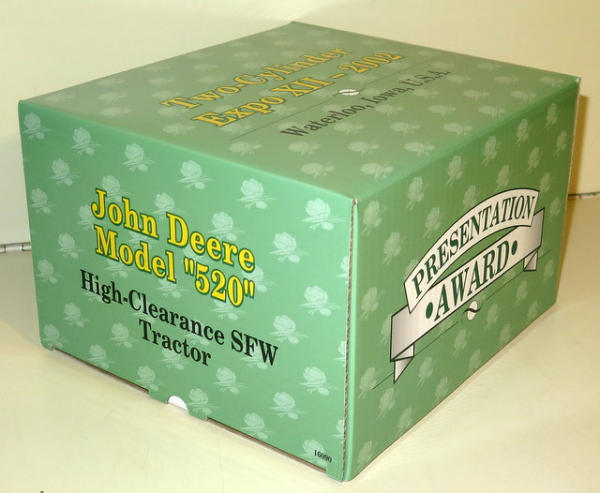 Two-Cylinder
Expo XII - 2002
Waterloo, Iowa, U.S.A.
John Deere
Model "520"
High-Clearance SFW
Tractor
16090
PRESENTATION
•AWARD•